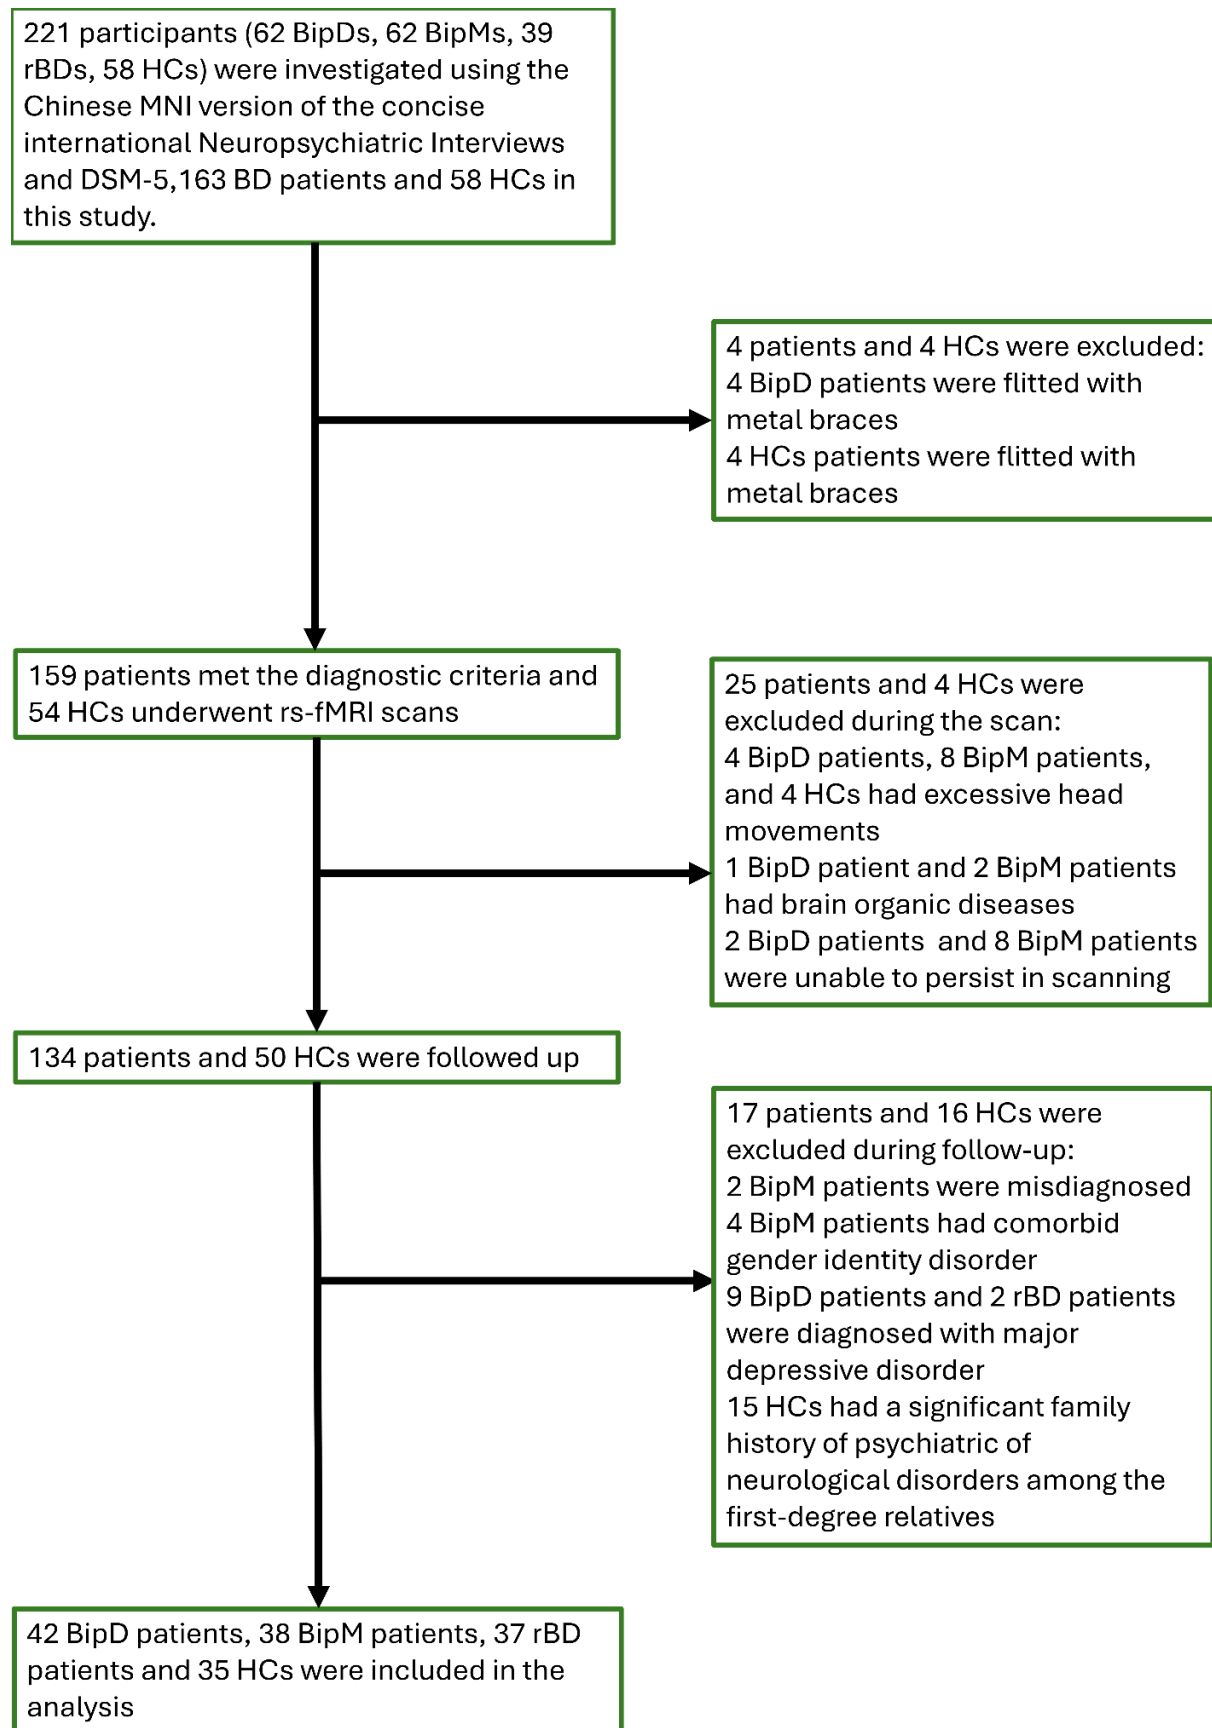 221 participants (62 BipDs, 62 BipMs, 39
rBDs, 58 HCs) were investigated using the
Chinese MNI version of the concise
international Neuropsychiatric Interviews
and DSM-5,163 BD patients and 58 HCs in
this study.
4 patients and 4 HCs were excluded:
4 BipD patients were flitted with
metal braces
4 HCs patients were flitted with
metal braces
159 patients met the diagnostic criteria and
54 HCs underwent rs-fMRI scans
25 patients and 4 HCs were
excluded during the scan:
4 BipD patients, 8 BipM patients,
and 4 HCs had excessive head
movements
1 BipD patient and 2 BipM patients
had brain organic diseases
2 BipD patients and 8 BipM patients
were unable to persist in scanning
134 patients and 50 HCs were followed up
17 patients and 16 HCs were
excluded during follow-up:
2 BipM patients were misdiagnosed
4 BipM patients had comorbid
gender identity disorder
9 BipD patients and 2 rBD patients
were diagnosed with major
depressive disorder
15 HCs had a significant family
history of psychiatric of
neurological disorders among the
first-degree relatives
42 BipD patients, 38 BipM patients, 37 rBD
patients and 35 HCs were included in the
analysis